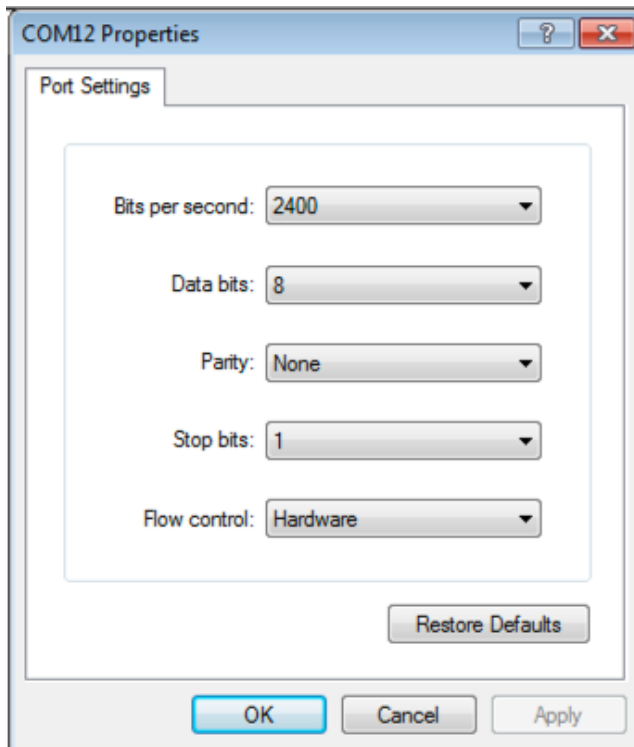 COM12 Properties
Port Settings
Bits per second: 2400
Data bits: 8
Parity: None
Stop bits: 1
Flow control: Hardware
Restore Defaults
OK Cancel Apply